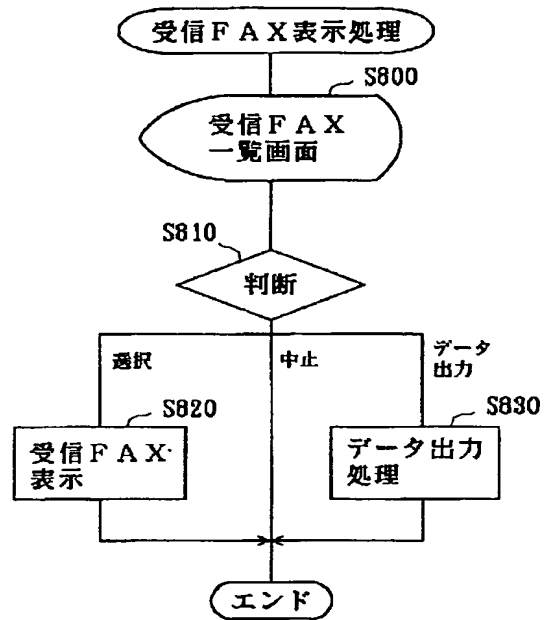 受信ＦＡＸ表示処理
S800
受信ＦＡＸ
一覧画面
S810
判断
選択
中止
データ
出力
S820
S830
受信ＦＡＸ
表示
データ出力
処理
エンド